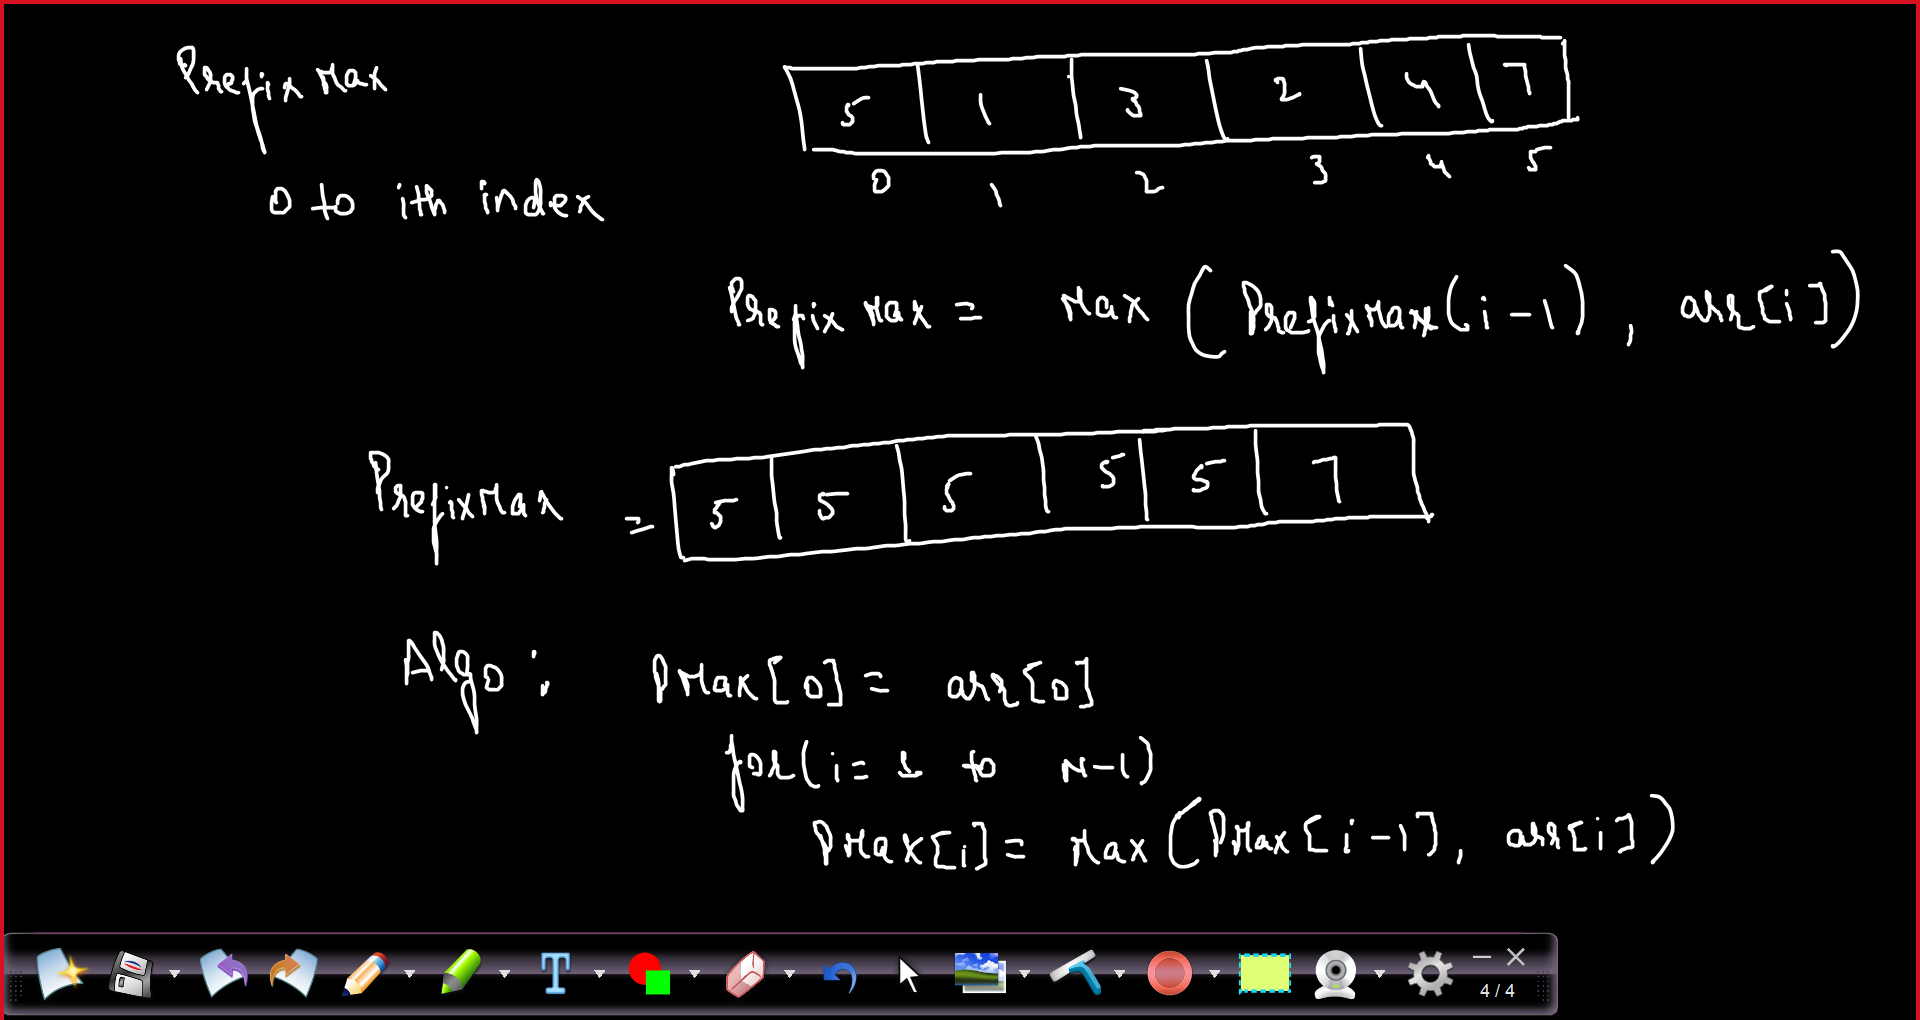 Prefix Max
5 1 3 2 4 7
0 1 2 3 4 5
0 to ith index
Prefix Max = Max ( PrefixMax(i-1), arr[i])
PrefixMax = 5 5 5 5 5 7
Algo: PMax[0] = arr[0]
for(i= 1 to N-1)
PMax[i] = Max (PMax[i-1], arr[i])
T
4 / 4